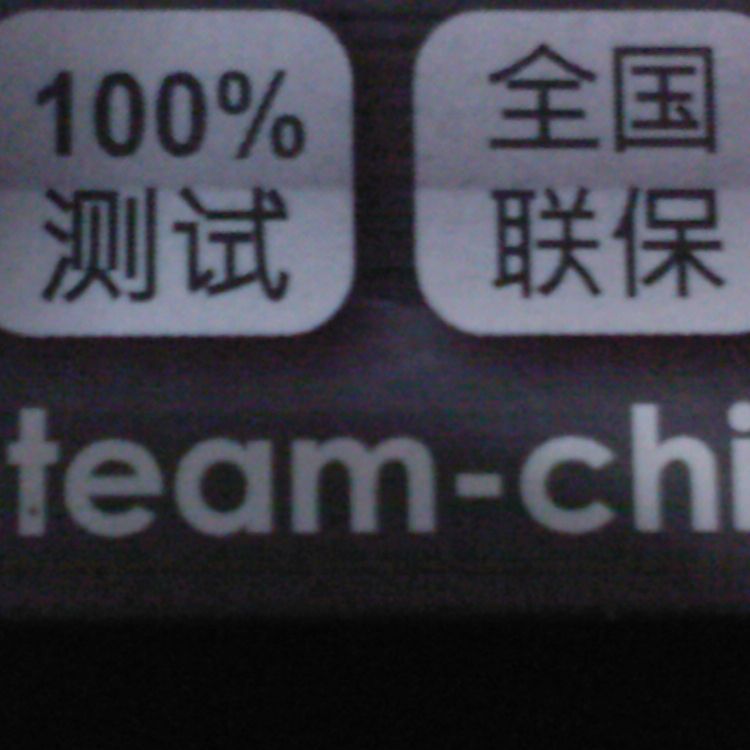 100%
测试
全国
联保
team-chi